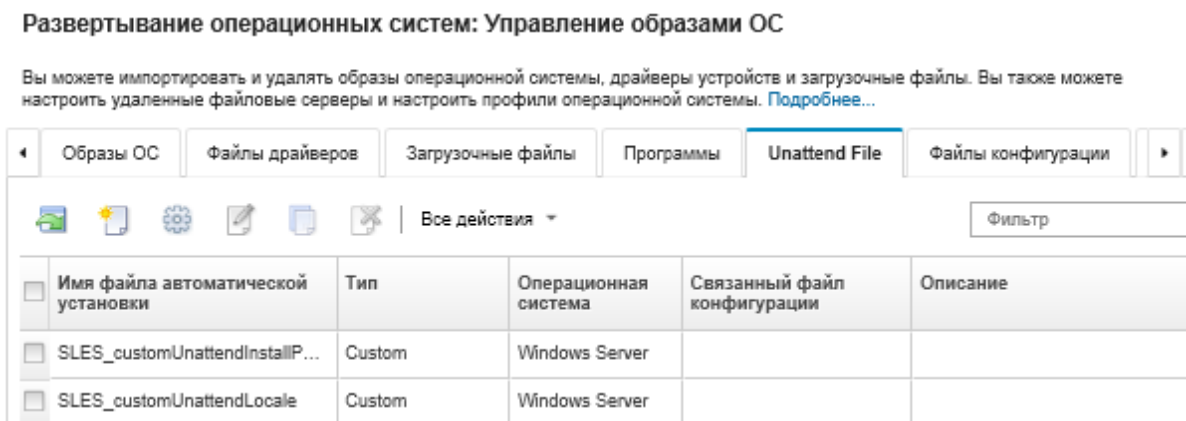 Развертывание операционных систем: Управление образами ОС
Вы можете импортировать и удалять образы операционной системы, драйверы устройств и загрузочные файлы. Вы также можете
настроить удаленные файловые серверы и настроить профили операционной системы. Подробнее...
Образы ОС Файлы драйверов Загрузочные файлы Программы Unattend File Файлы конфигурации
Все действия Фильтр
Имя файла автоматической установки Тип Операционная система Связанный файл конфигурации Описание
SLES_customUnattendInstallP... Custom Windows Server
SLES_customUnattendLocale Custom Windows Server